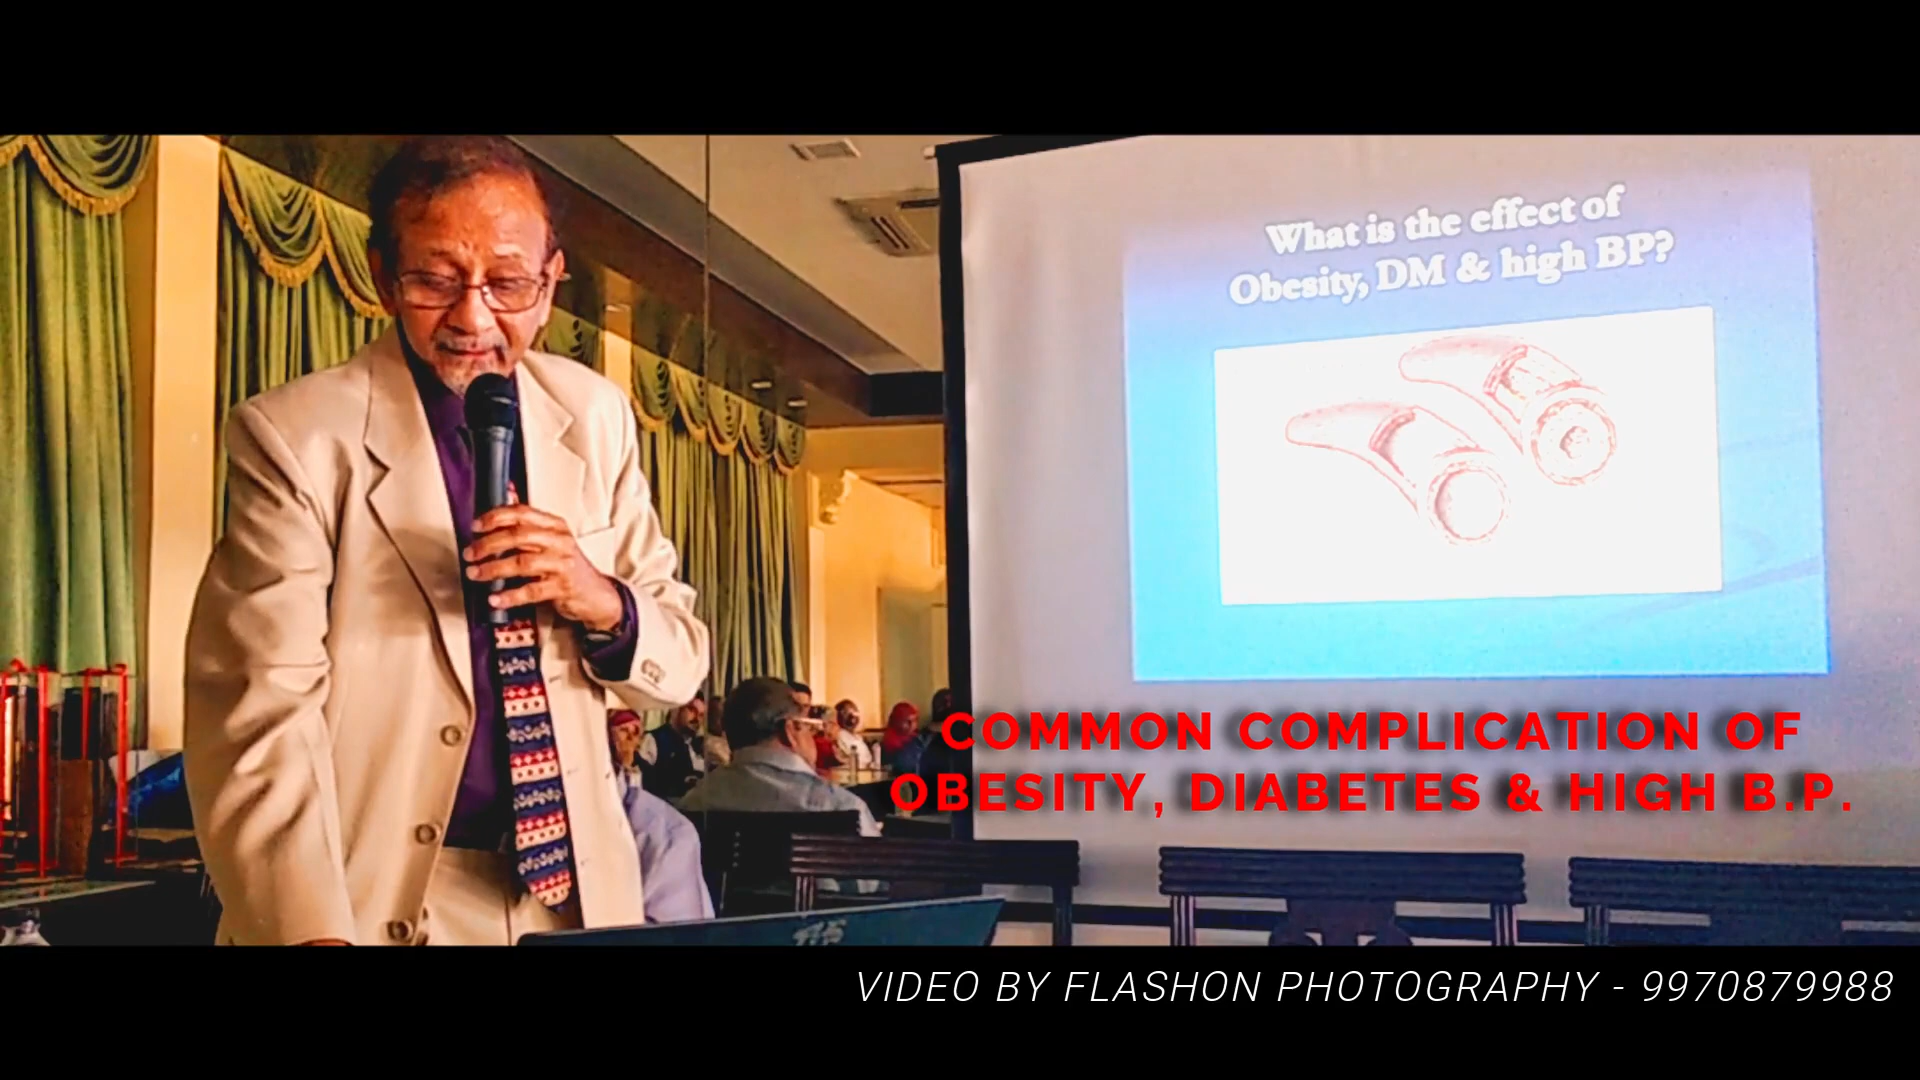 What is the effect of
Obesity, DM & high BP?
COMMON COMPLICATION OF
OBESITY, DIABETES & HIGH B.P.
VIDEO BY FLASHON PHOTOGRAPHY - 9970879988